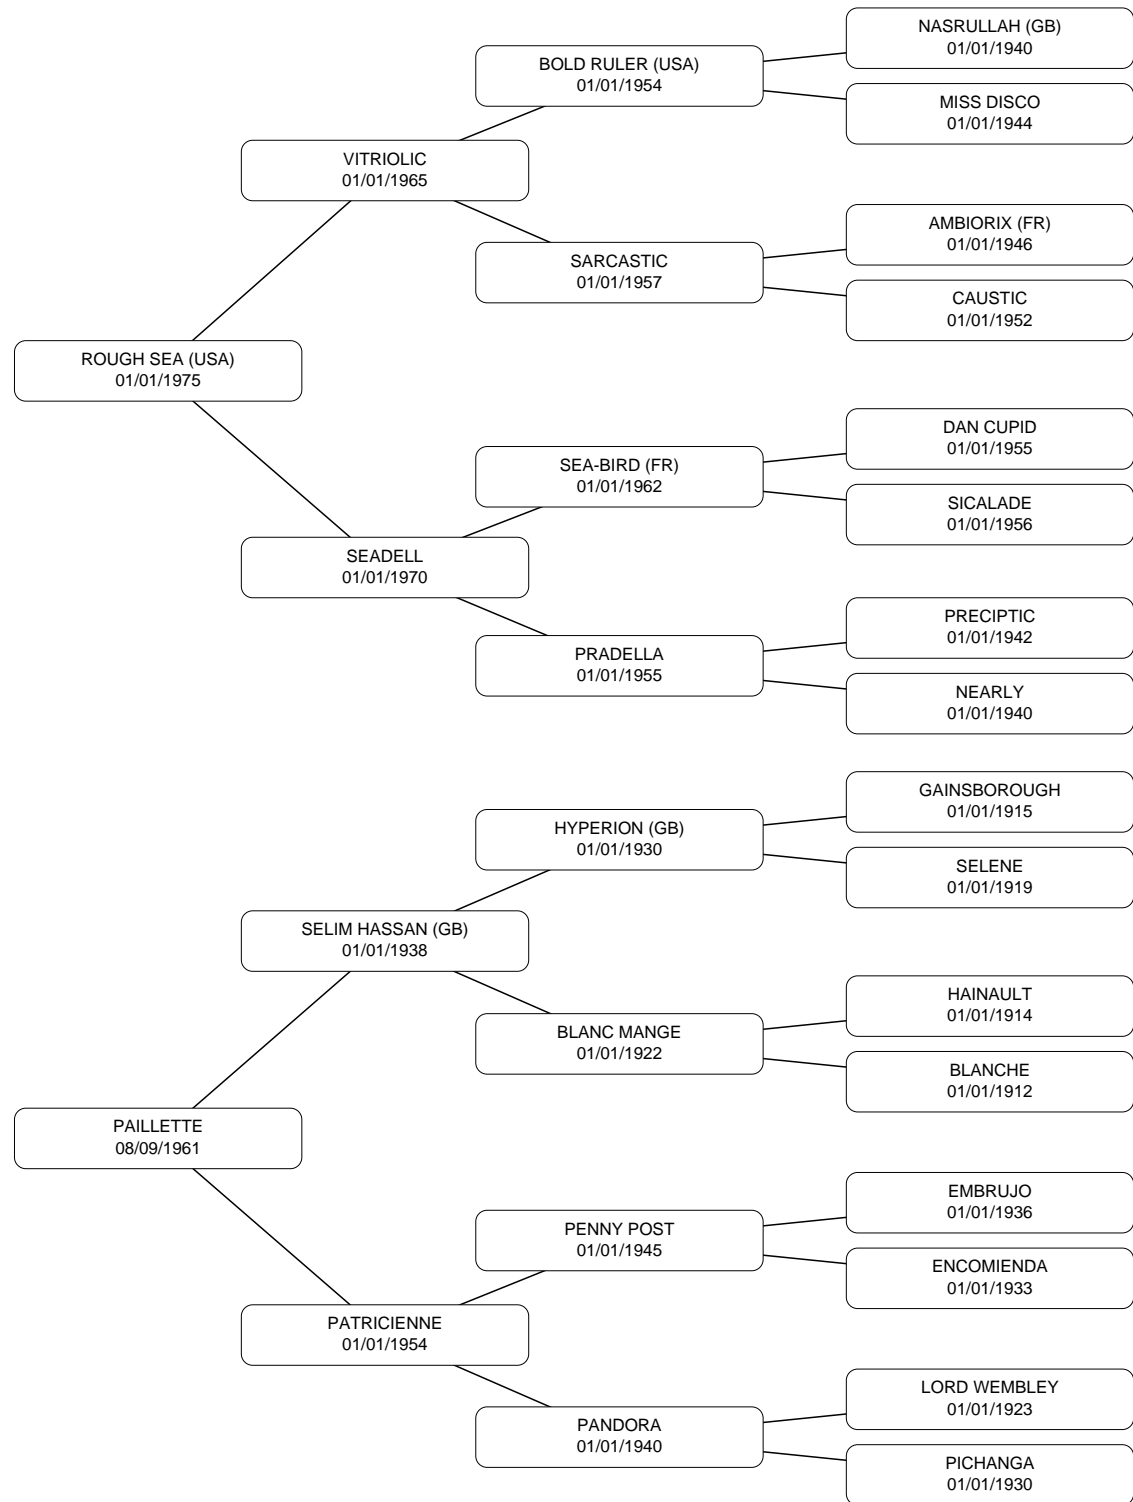 NASRULLAH (GB)
01/01/1940
BOLD RULER (USA)
01/01/1954
MISS DISCO
01/01/1944
VITRIOLIC
01/01/1965
AMBIORIX (FR)
01/01/1946
SARCASTIC
01/01/1957
CAUSTIC
01/01/1952
ROUGH SEA (USA)
01/01/1975
DAN CUPID
01/01/1955
SEA-BIRD (FR)
01/01/1962
SICALADE
01/01/1956
SEADELL
01/01/1970
PRECIPTIC
01/01/1942
PRADELLA
01/01/1955
NEARLY
01/01/1940
GAINSBOROUGH
01/01/1915
HYPERION (GB)
01/01/1930
SELENE
01/01/1919
SELIM HASSAN (GB)
01/01/1938
HAINAULT
01/01/1914
BLANC MANGE
01/01/1922
BLANCHE
01/01/1912
PAILLETTE
08/09/1961
EMBRUJO
01/01/1936
PENNY POST
01/01/1945
ENCOMIENDA
01/01/1933
PATRICIENNE
01/01/1954
LORD WEMBLEY
01/01/1923
PANDORA
01/01/1940
PICHANGA
01/01/1930